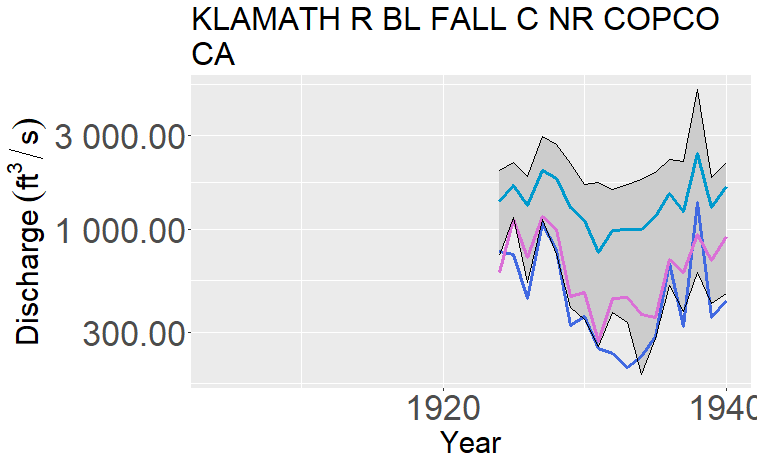 KLAMATH R BL FALL C NR COPCO
CA
Discharge (ft³/s)
3 000.00
1 000.00
300.00
1920
1940
Year